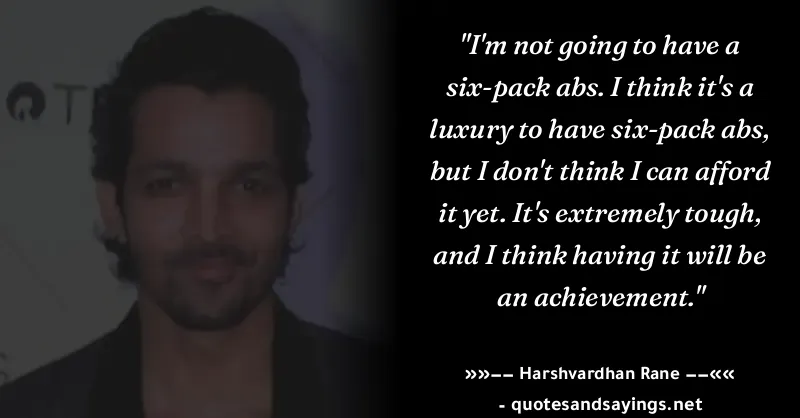 "I'm not going to have a
six-pack abs. I think it's a
luxury to have six-pack abs,
but I don't think I can afford
it yet. It's extremely tough,
and I think having it will be
an achievement."
»»−− Harshvardhan Rane −−««
- quotesandsayings.net